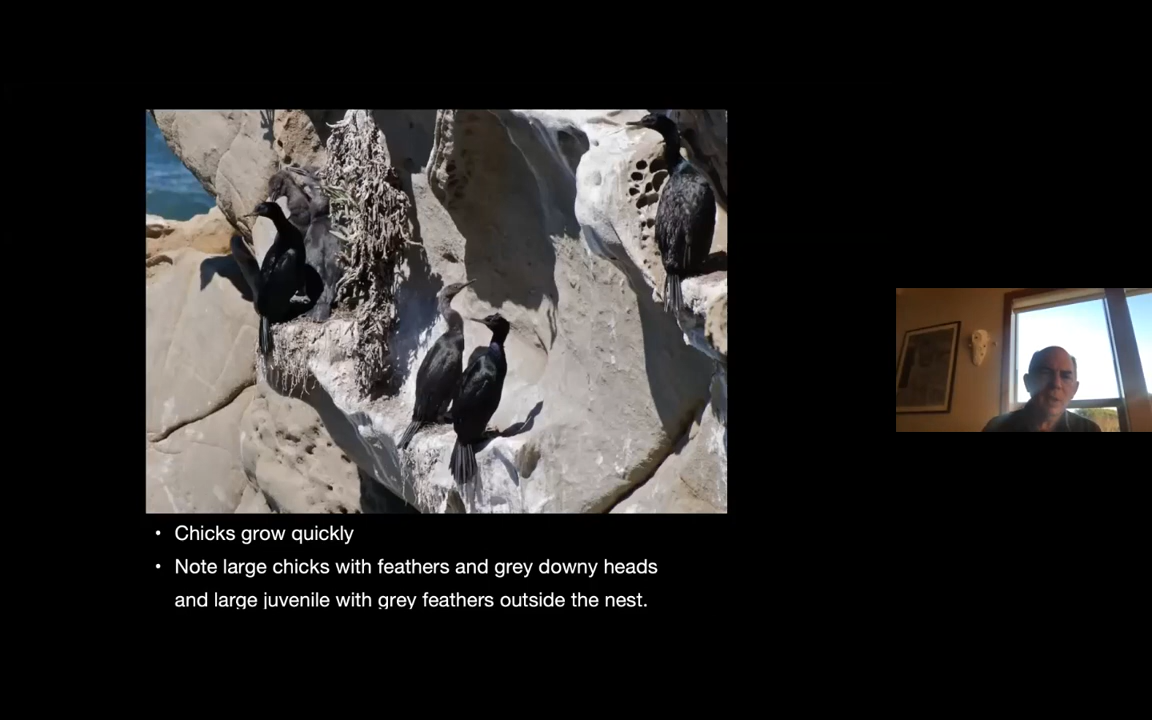 • Chicks grow quickly
• Note large chicks with feathers and grey downy heads
and large juvenile with grey feathers outside the nest.